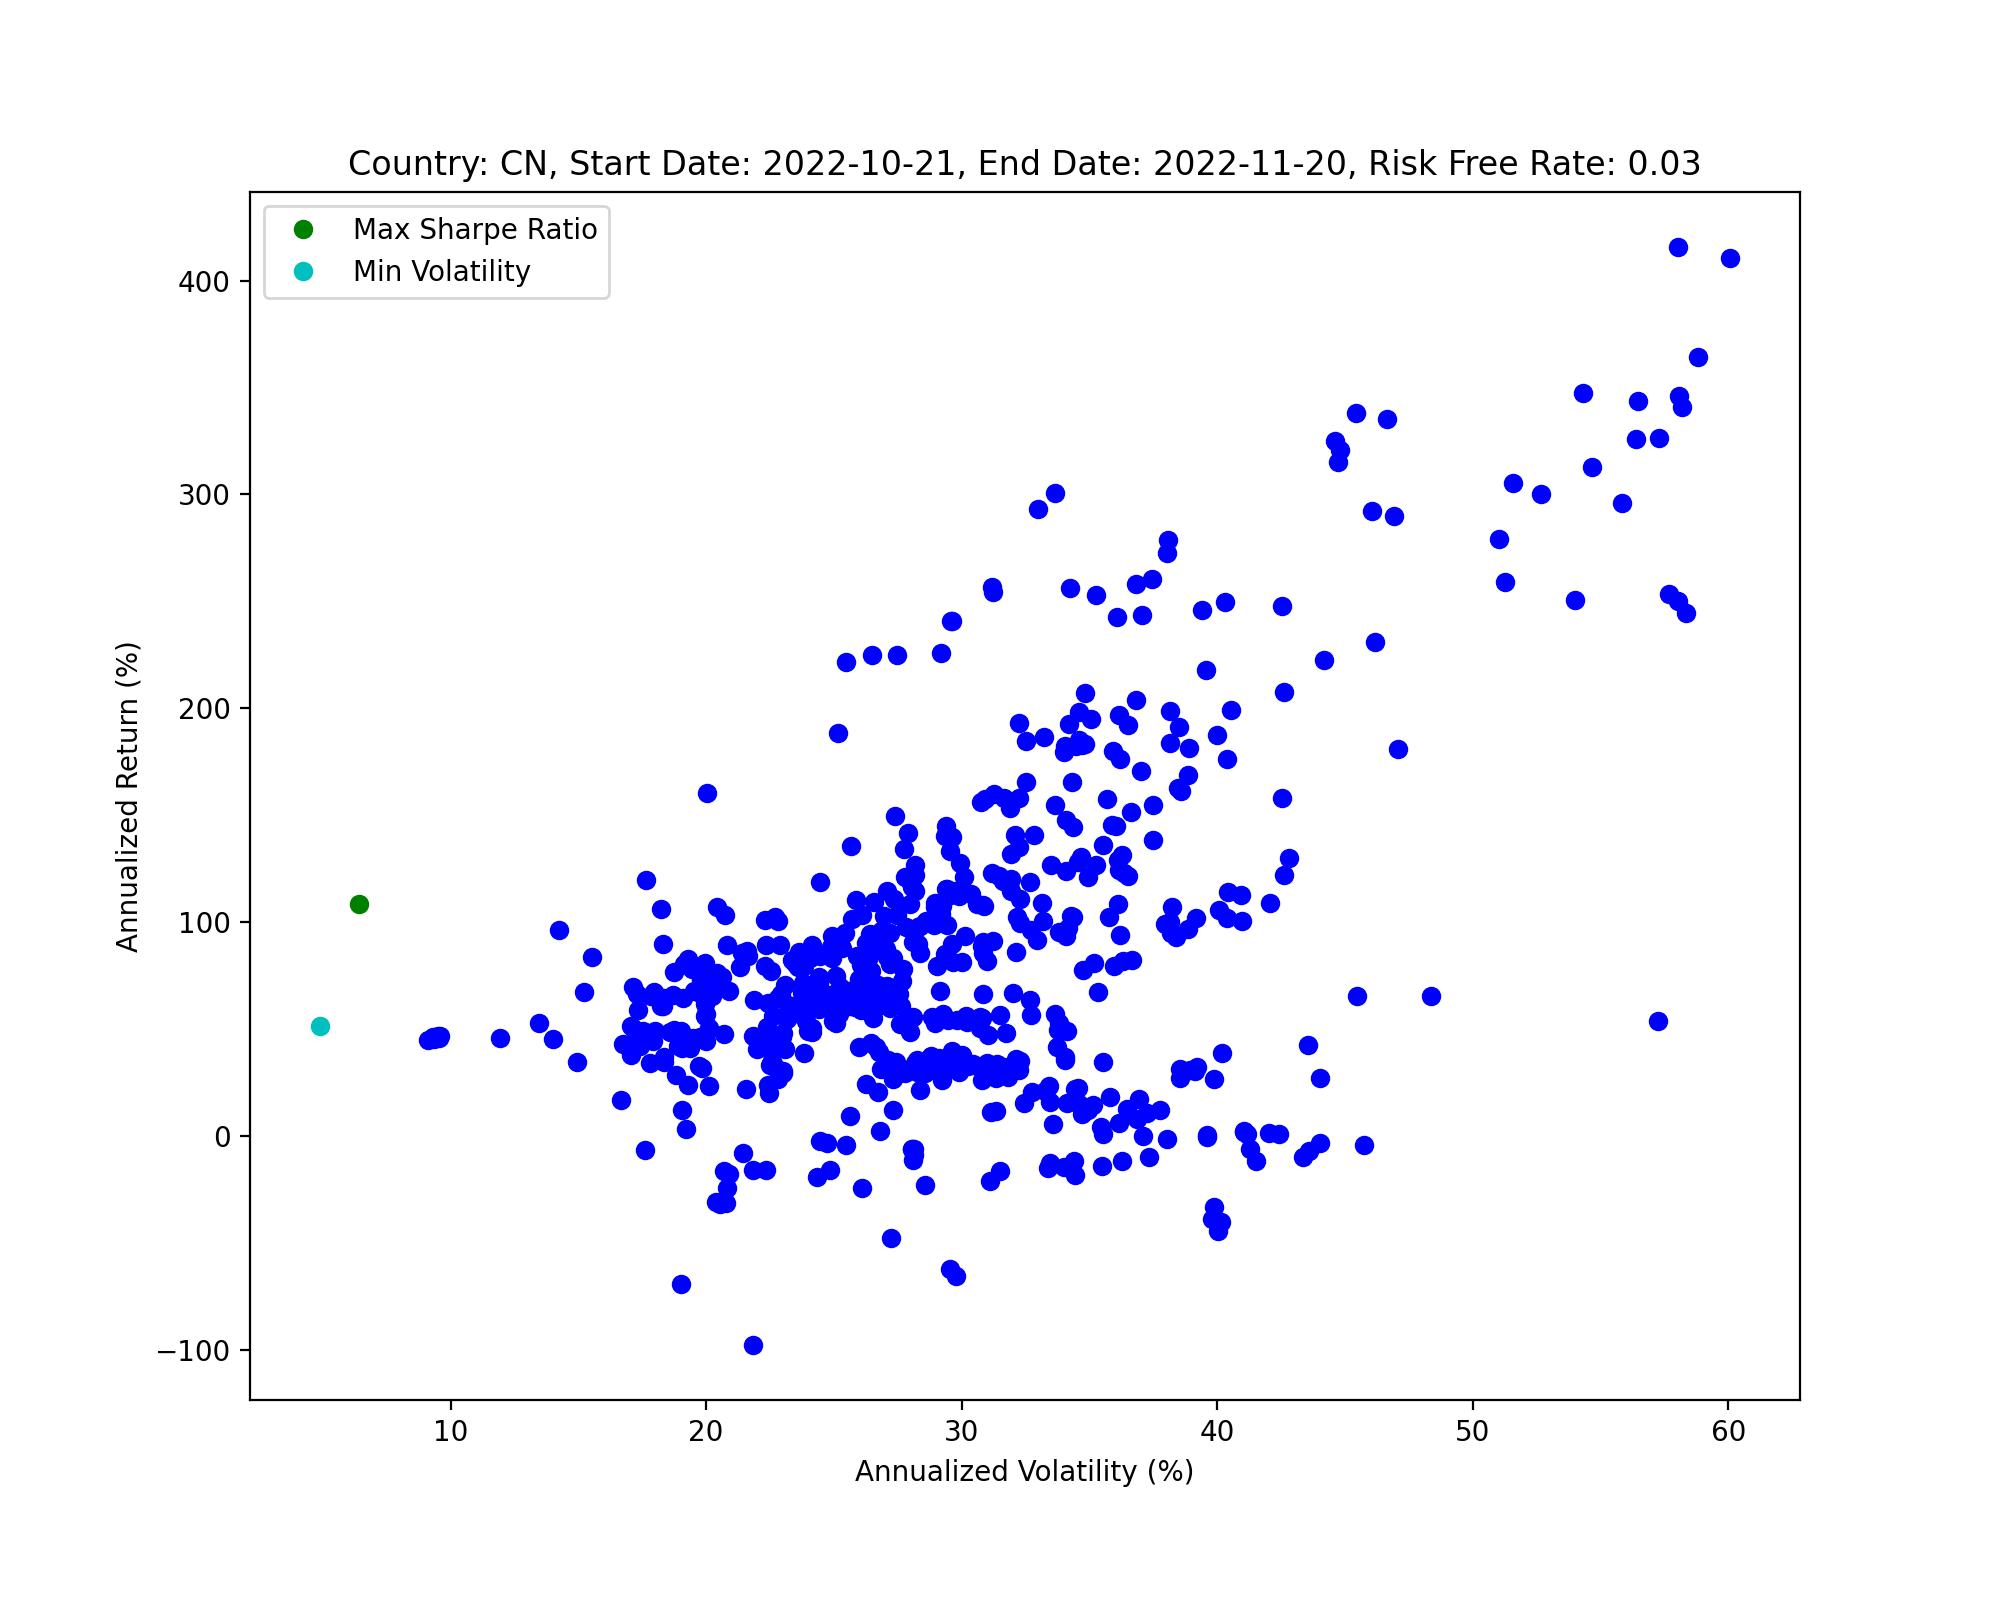 Country: CN, Start Date: 2022-10-21, End Date: 2022-11-20, Risk Free Rate: 0.03
Max Sharpe Ratio
Min Volatility
400
300
200
100
0
−100
Annualized Return (%)
10 20 30 40 50 60
Annualized Volatility (%)